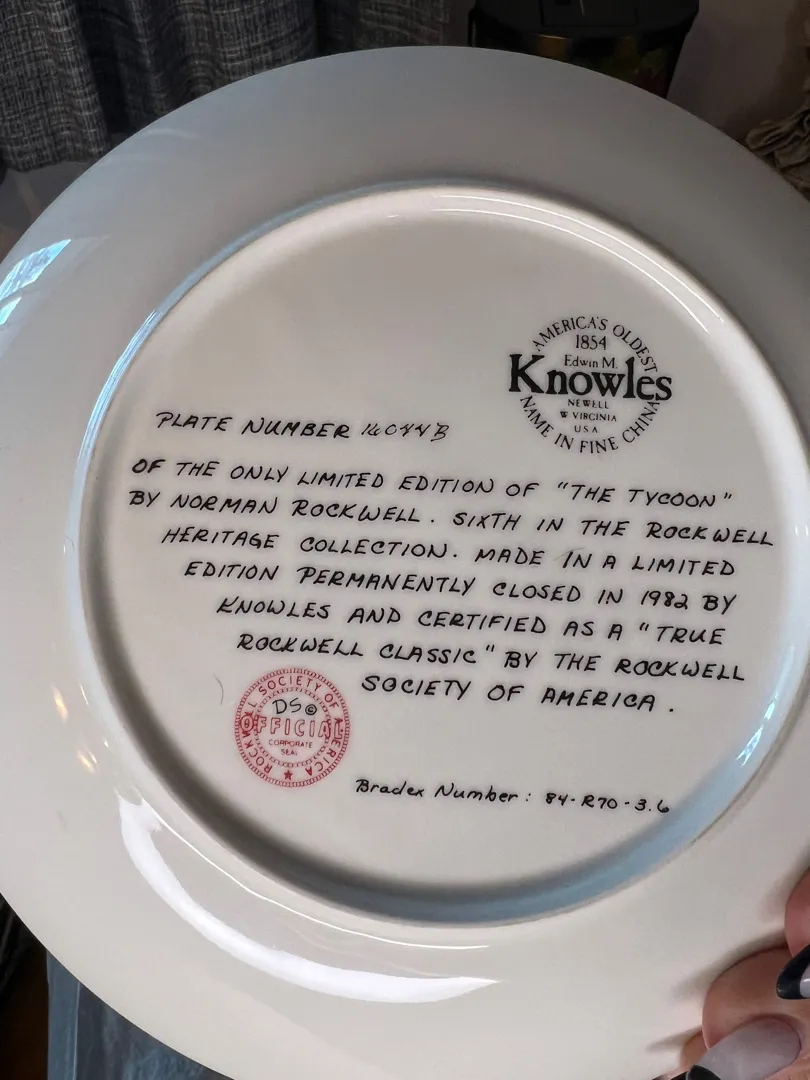 AMERICA'S OLDEST
1854
Edwin M.
Knowles
NEWELL
W VIRGINIA
USA
NAME IN FINE CHINA
PLATE NUMBER 16044B
OF THE ONLY LIMITED EDITION OF "THE TYCOON"
BY NORMAN ROCKWELL. SIXTH IN THE ROCKWELL
HERITAGE COLLECTION. MADE IN A LIMITED
EDITION PERMANENTLY CLOSED IN 1982 BY
KNOWLES AND CERTIFIED AS A "TRUE
ROCKWELL CLASSIC" BY THE ROCKWELL
SOCIETY OF AMERICA.
ROCKWELL SOCIETY OF AMERICA
DS©
OFFICIAL
CORPORATE
SEAL
Bradex Number: 84-R70-3.6